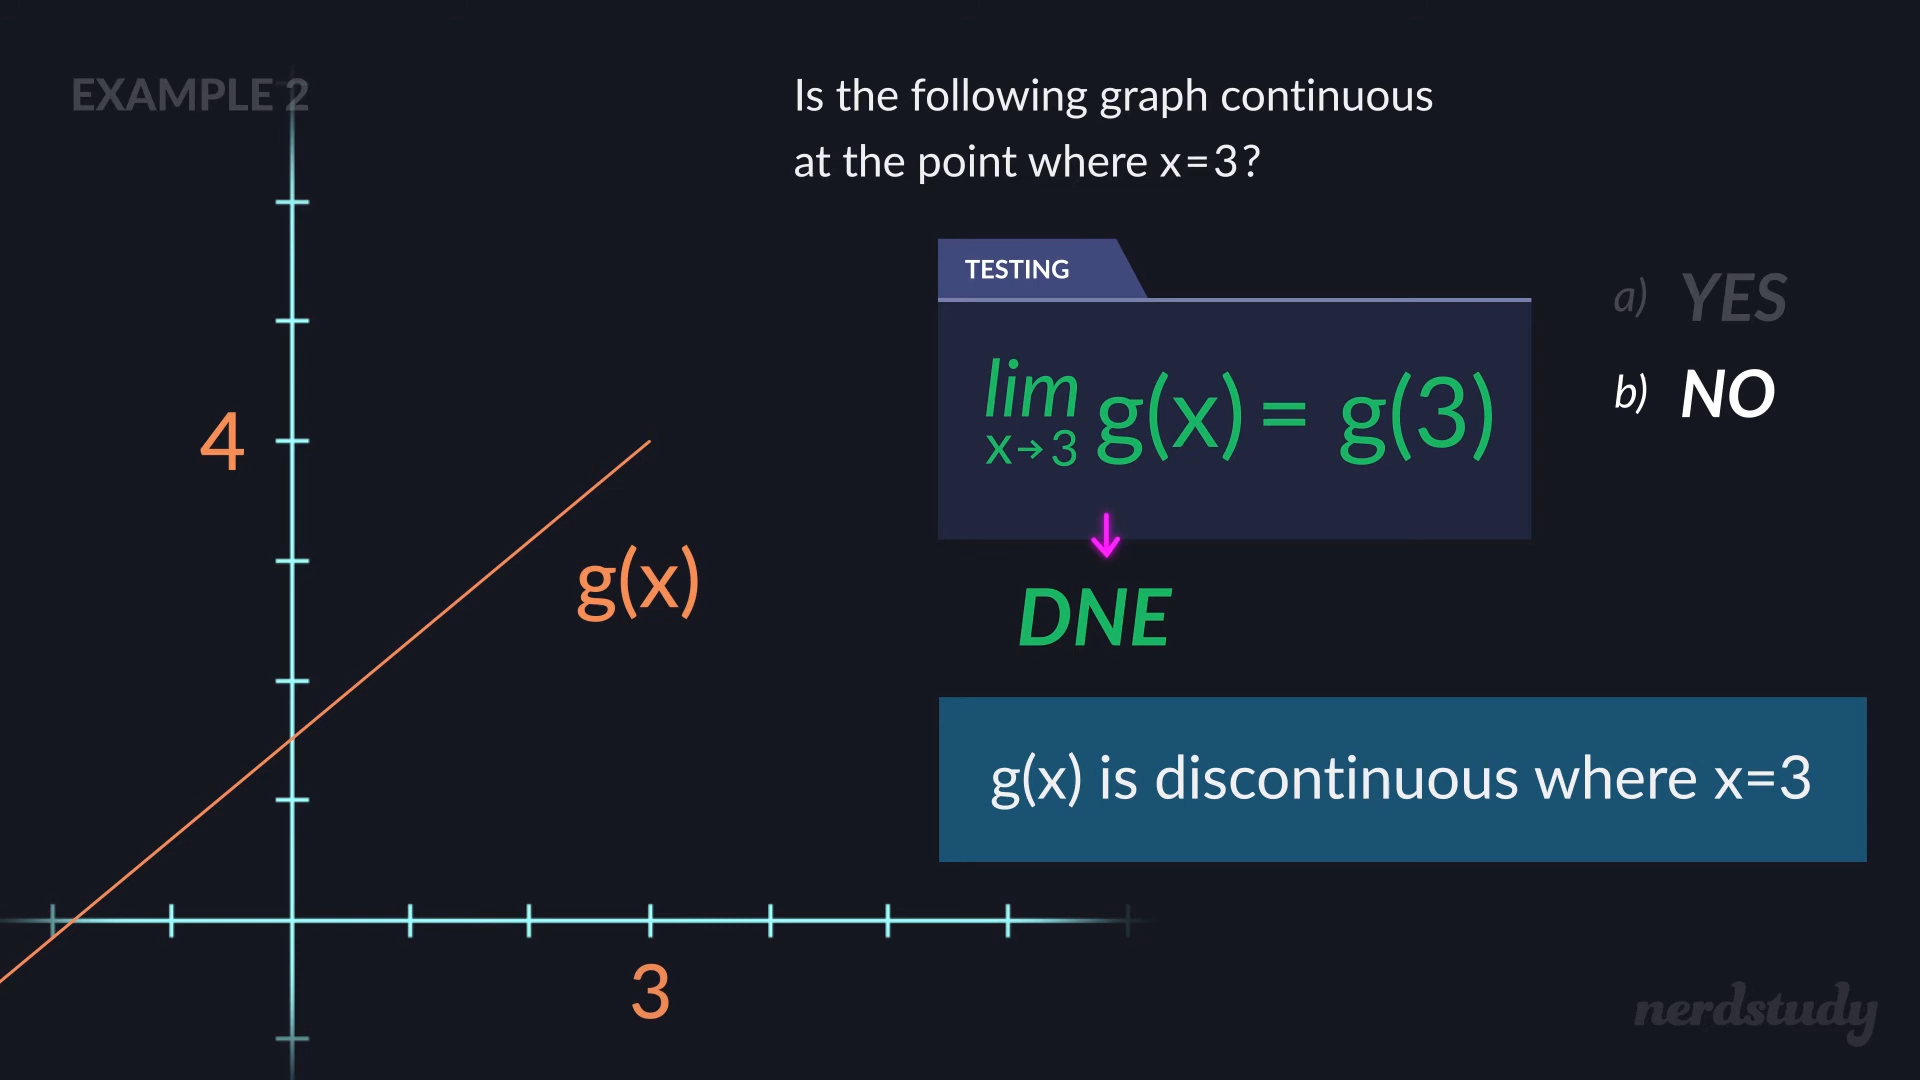 EXAMPLE 2
Is the following graph continuous
at the point where x=3?
TESTING
lim g(x) = g(3)
x→3
DNE
a) YES
b) NO
g(x) is discontinuous where x=3
4
g(x)
3
nerdstudy